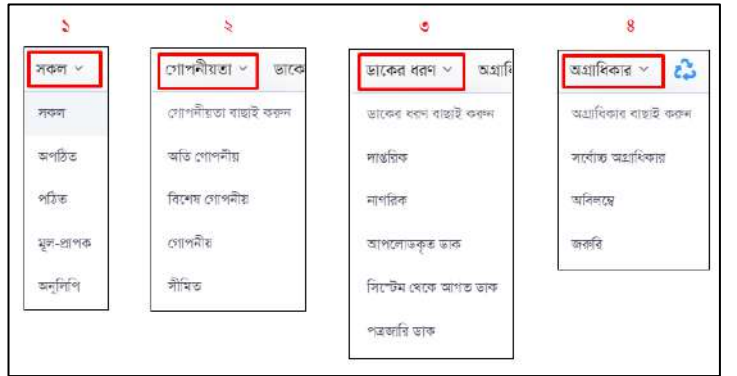 ১
২
৩
৪
সকল
সকল
অপঠিত
পঠিত
মূল-প্রাপক
অনুলিপি
গোপনীয়তা
ডাকে
গোপনীয়তা বাছাই করুন
অতি গোপনীয়
বিশেষ গোপনীয়
গোপনীয়
সীমিত
ডাকের ধরণ
অগ্রাধি
ডাকের ধরণ বাছাই করুন
দাপ্তরিক
নাগরিক
আপলোডকৃত ডাক
সিস্টেম থেকে আগত ডাক
পত্রজারি ডাক
অগ্রাধিকার
অগ্রাধিকার বাছাই করুন
সর্বোচ্চ অগ্রাধিকার
অবিলম্বে
জরুরি